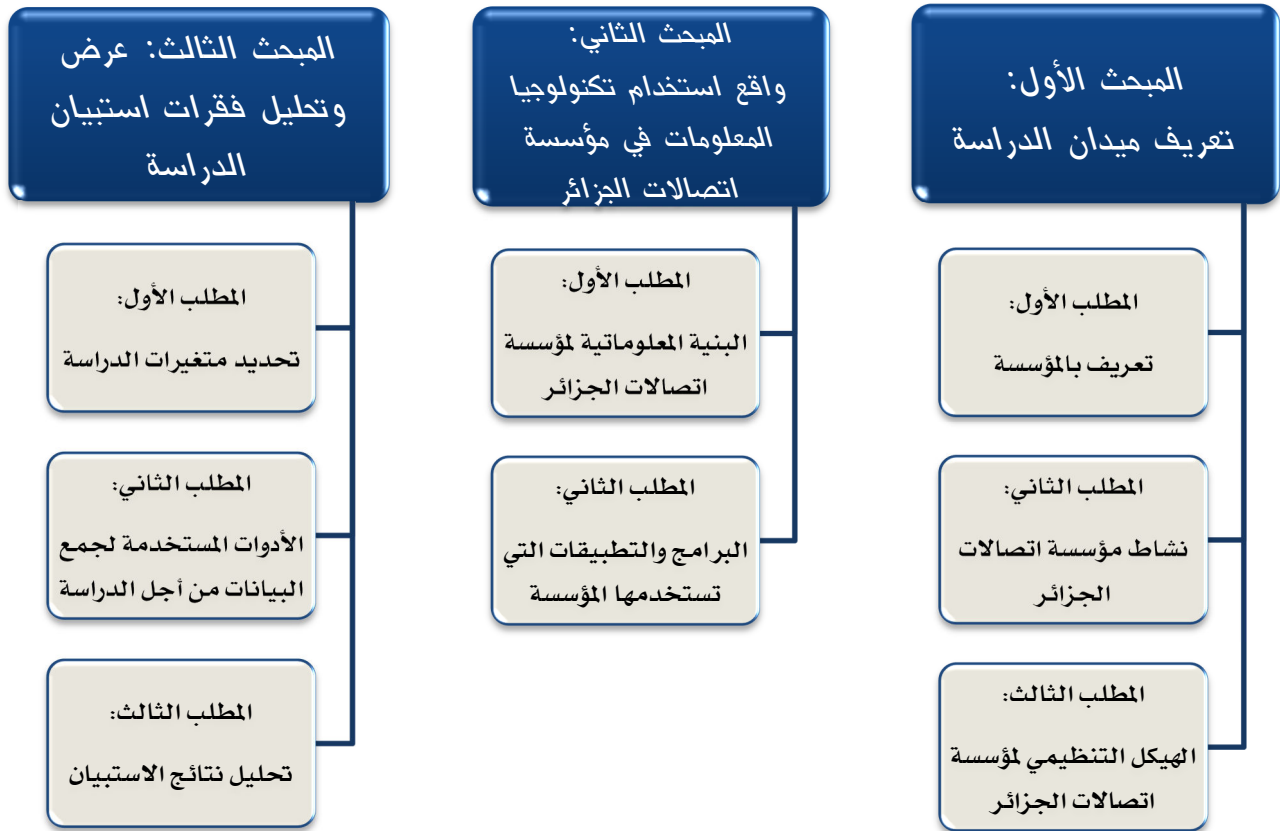 المبحث الأول:
تعريف ميدان الدراسة
المطلب الأول:
تعريف بالمؤسسة
المطلب الثاني:
نشاط مؤسسة اتصالات
الجزائر
المطلب الثالث:
الهيكل التنظيمي لمؤسسة
اتصالات الجزائر
المبحث الثاني:
واقع استخدام تكنولوجيا
المعلومات في مؤسسة
اتصالات الجزائر
المطلب الأول:
البنية المعلوماتية لمؤسسة
اتصالات الجزائر
المطلب الثاني:
البرامج والتطبيقات التي
تستخدمها المؤسسة
المبحث الثالث: عرض
وتحليل فقرات استبيان
الدراسة
المطلب الأول:
تحديد متغيرات الدراسة
المطلب الثاني:
الأدوات المستخدمة لجمع
البيانات من أجل الدراسة
المطلب الثالث:
تحليل نتائج الاستبيان